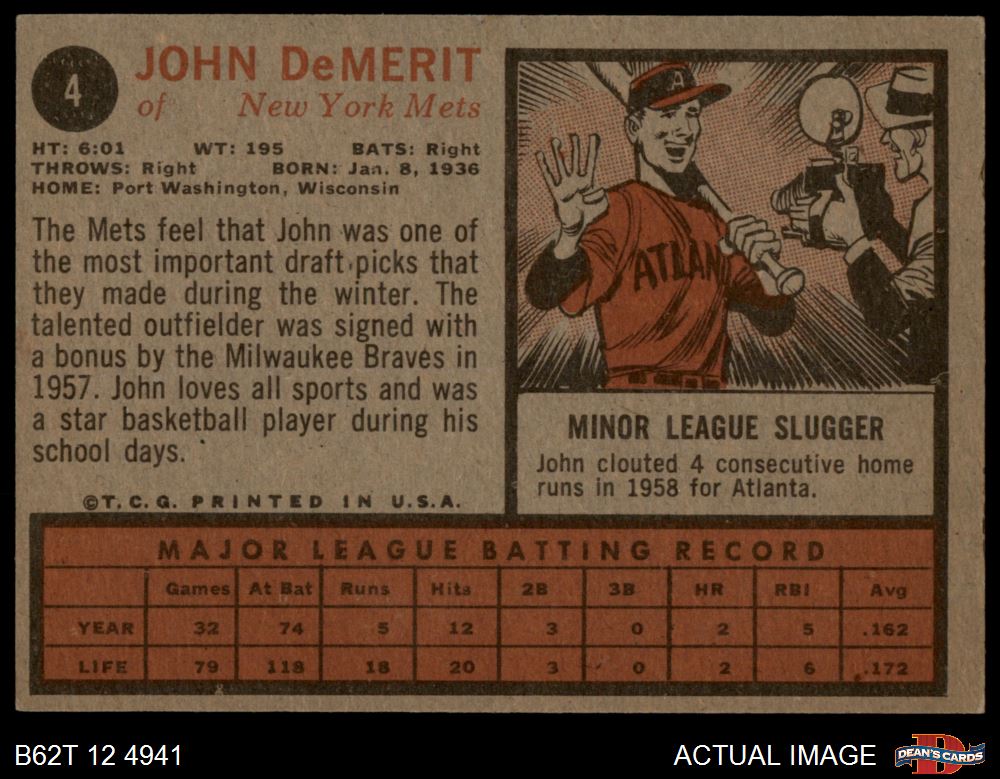 4
JOHN DeMERIT
of New York Mets
HT: 6:01 WT: 195 BATS: Right
THROWS: Right BORN: Jan. 8, 1936
HOME: Port Washington, Wisconsin
The Mets feel that John was one of
the most important draft picks that
they made during the winter. The
talented outfielder was signed with
a bonus by the Milwaukee Braves in
1957. John loves all sports and was
a star basketball player during his
school days.
©T.C.G. PRINTED IN U.S.A.
A
ATLAN
MINOR LEAGUE SLUGGER
John clouted 4 consecutive home
runs in 1958 for Atlanta.
MAJOR LEAGUE BATTING RECORD
Games At Bat Runs Hits 2B 3B HR RBI Avg
YEAR 32 74 5 12 3 0 2 5 .162
LIFE 79 118 18 20 3 0 2 6 .172
B62T 12 4941
ACTUAL IMAGE
DEAN'S CARDS